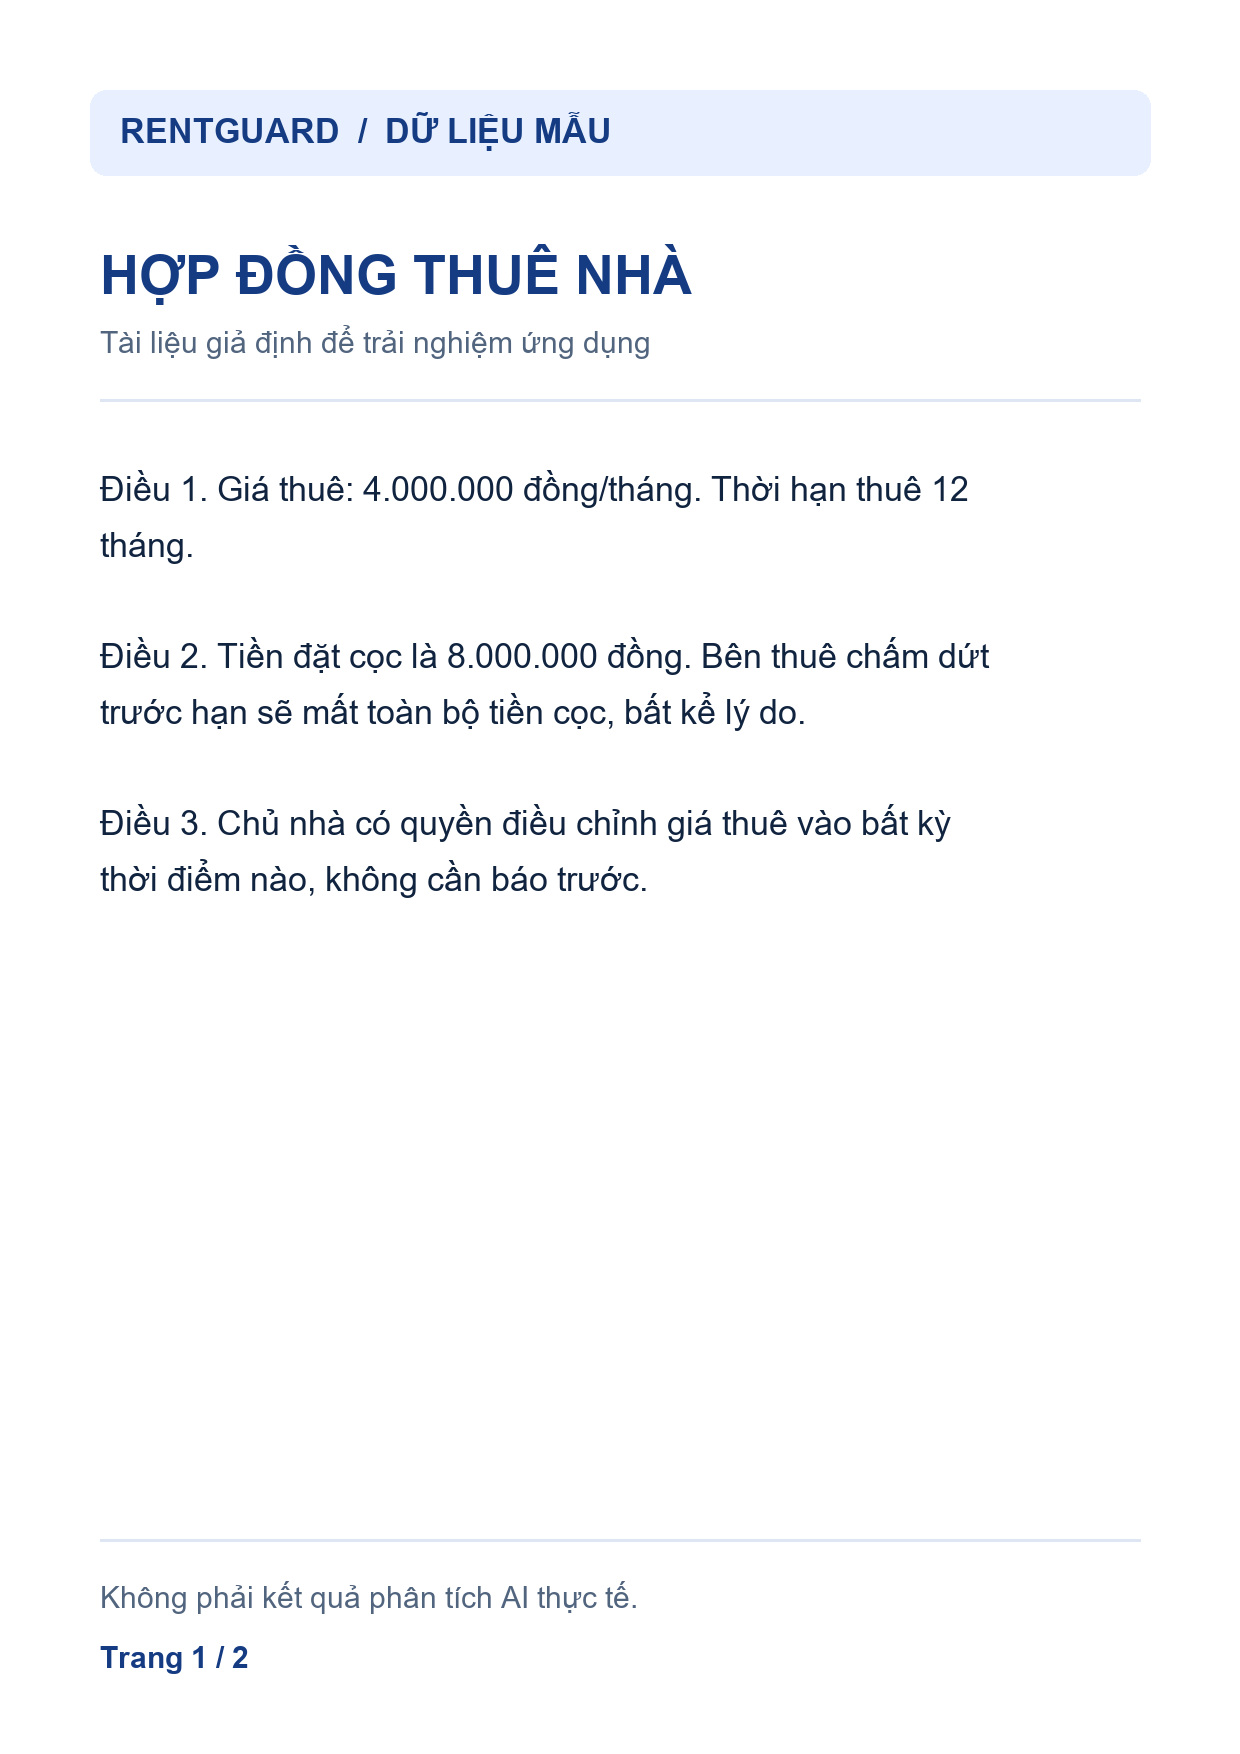 RENTGUARD / DỮ LIỆU MẪU
HỢP ĐỒNG THUÊ NHÀ
Tài liệu giả định để trải nghiệm ứng dụng
Điều 1. Giá thuê: 4.000.000 đồng/tháng. Thời hạn thuê 12
tháng.
Điều 2. Tiền đặt cọc là 8.000.000 đồng. Bên thuê chấm dứt
trước hạn sẽ mất toàn bộ tiền cọc, bất kể lý do.
Điều 3. Chủ nhà có quyền điều chỉnh giá thuê vào bất kỳ
thời điểm nào, không cần báo trước.
Không phải kết quả phân tích AI thực tế.
Trang 1 / 2